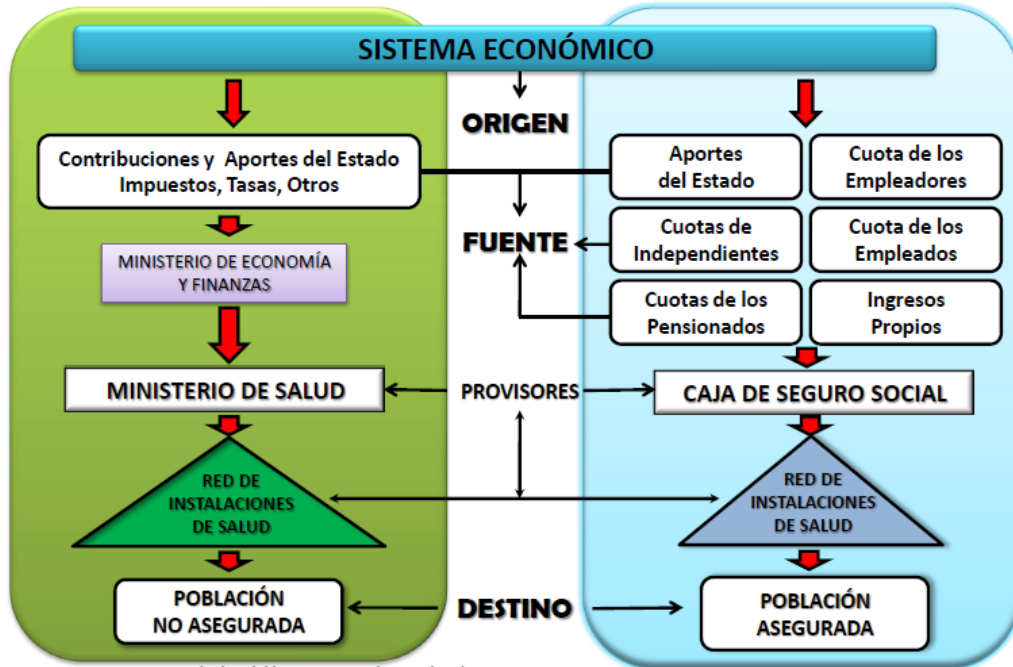 SISTEMA ECONÓMICO
ORIGEN
Contribuciones y Aportes del Estado
Impuestos, Tasas, Otros
Aportes
del Estado
Cuota de los
Empleadores
FUENTE
Cuotas de
Independientes
Cuota de los
Empleados
MINISTERIO DE ECONOMÍA
Y FINANZAS
Cuotas de los
Pensionados
Ingresos
Propios
MINISTERIO DE SALUD
PROVISORES
CAJA DE SEGURO SOCIAL
RED DE
INSTALACIONES
DE SALUD
RED DE
INSTALACIONES
DE SALUD
POBLACIÓN
NO ASEGURADA
DESTINO
POBLACIÓN
ASEGURADA